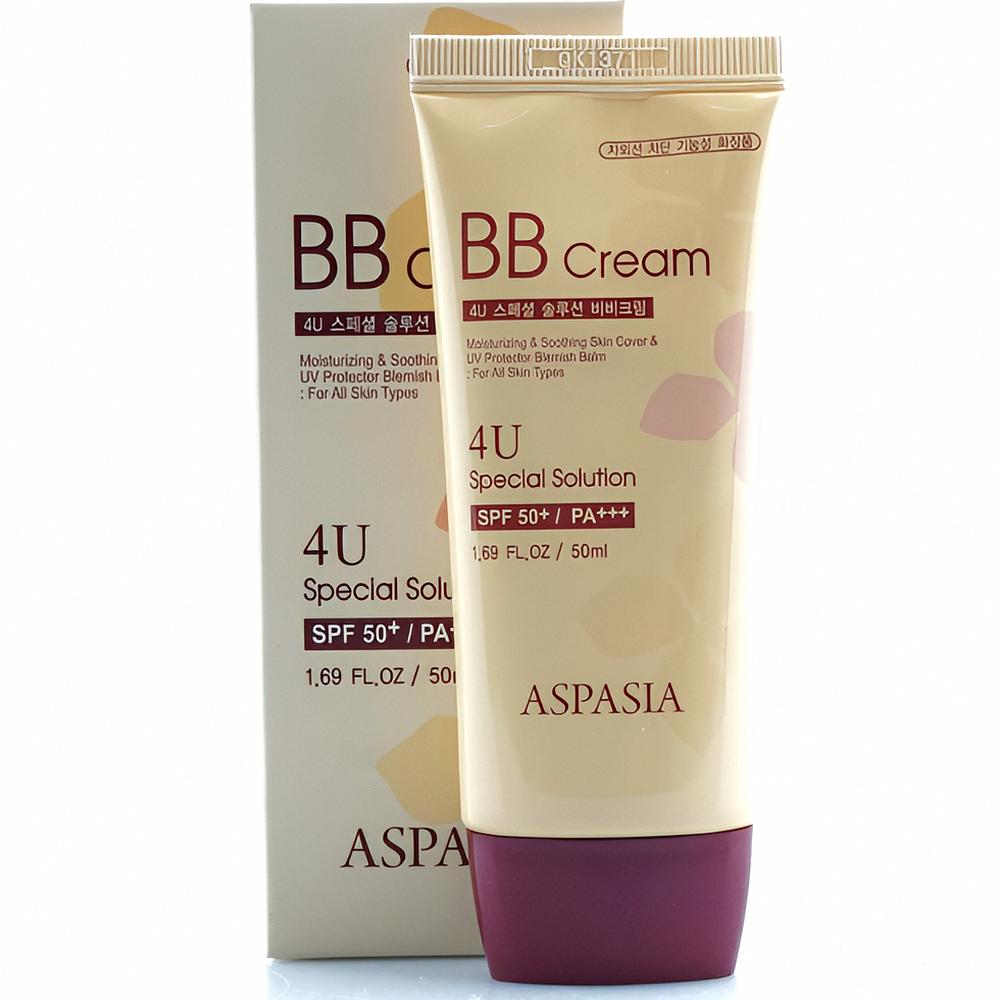 BB
4U 스페셜 솔루션
Moisturizing & Soothin
UV Protector Blemish
: For All Skin Types
4U
Special Solu
SPF 50+ / PA+
1.69 FL.OZ / 50
ASPA
QK1371
자외선 차단 기능성 화장품
BB Cream
4U 스페셜 솔루션 비비크림
Moisturizing & Soothing Skin Cover &
UV Protector Blemish Balm
: For All Skin Types
4U
Special Solution
SPF 50+ / PA+++
1.69 FL.OZ / 50ml
ASPASIA